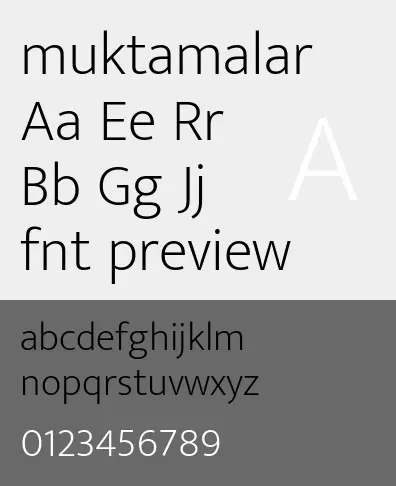 muktamalar
Aa Ee Rr
A
Bb Gg Jj
fnt preview
abcdefghijklm
nopqrstuvwxyz
0123456789